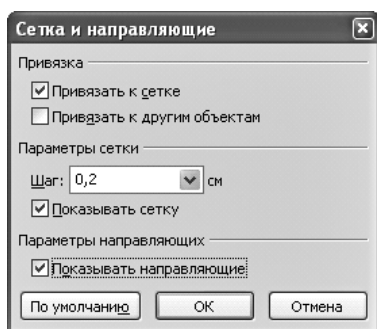 Сетка и направляющие
Привязка
Привязать к сетке
Привязать к другим объектам
Параметры сетки
Шаг: 0,2 см
Показывать сетку
Параметры направляющих
Показывать направляющие
По умолчанию ОК Отмена